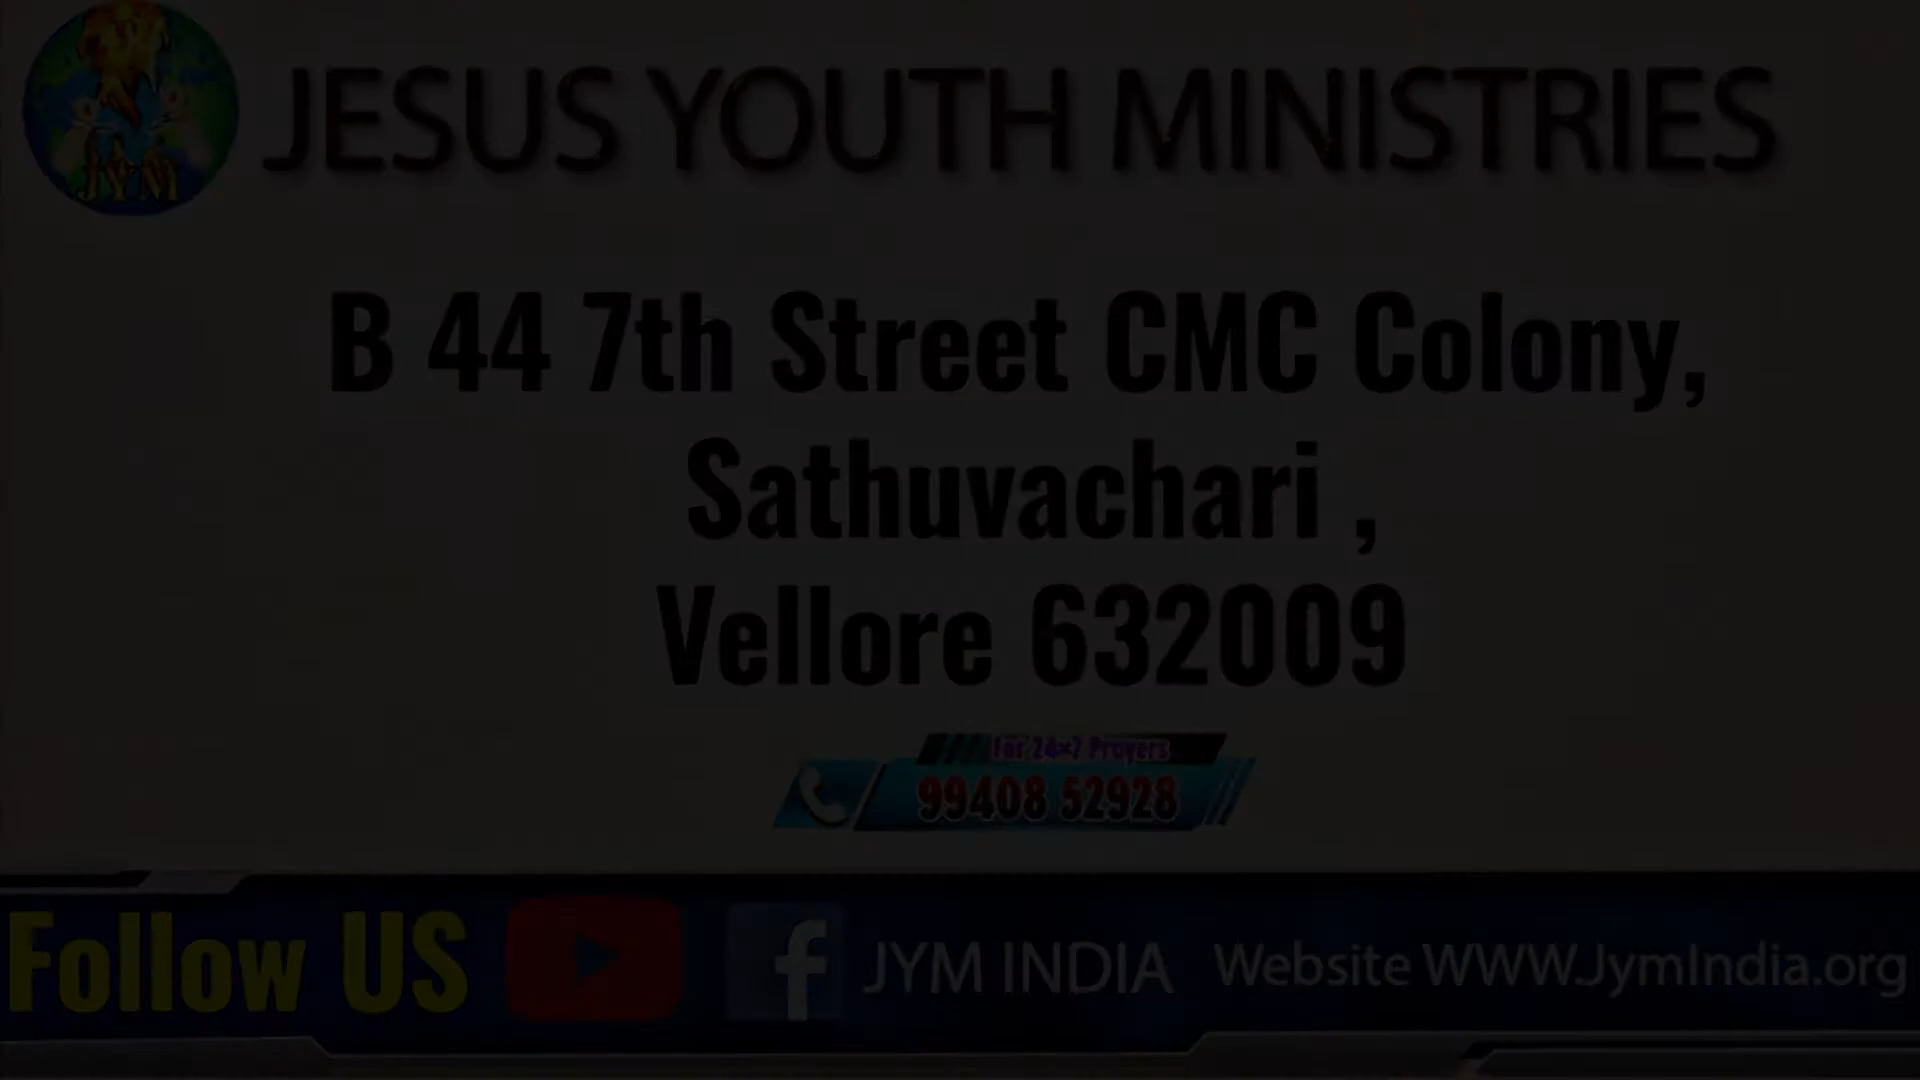 JYM
JESUS YOUTH MINISTRIES
B 44 7th Street CMC Colony,
Sathuvachari ,
Vellore 632009
For 24×7 Prayers
99408 52928
Follow US
f
JYM INDIA
Website WWW.JymIndia.org